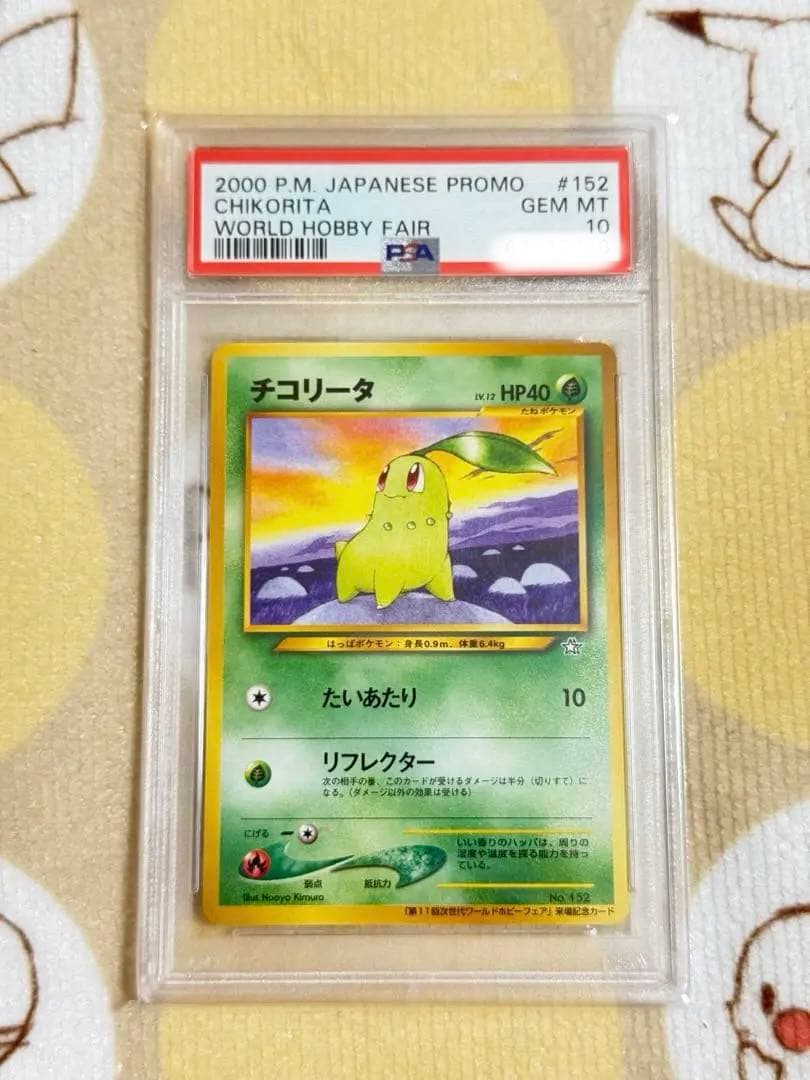 2000 P.M. JAPANESE PROMO #152
CHIKORITA GEM MT
WORLD HOBBY FAIR 10
PSA
チコリータ LV.12 HP40
たねポケモン
はっぱポケモン：身長0.9m、体重6.4kg
たいあたり 10
リフレクター
次の相手の番、このカードが受けるダメージは半分（切りすて）に
なる。（ダメージ以外の効果は受ける）
にげる
いい香りのハッパは、周りの
湿度や温度を探る能力を持っ
ている。
弱点 抵抗力
Illus. Naoyo Kimura No. 152
「第11回次世代ワールドホビーフェア」来場記念カード